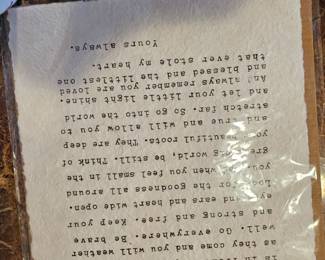 is
as they come and you will weather
well. Go everywhere. Be brave
and strong and free. Keep your
and ears and heart wide open.
Look for the goodness all around
when you feel small in the
world, be still. Think of
beautiful roots. They are deep
and true and will allow you to
stretch far. So go into the world
and let your little light shine.
And always remember you are loved
and blessed and the littlest one
that ever stole my heart.
Yours always.